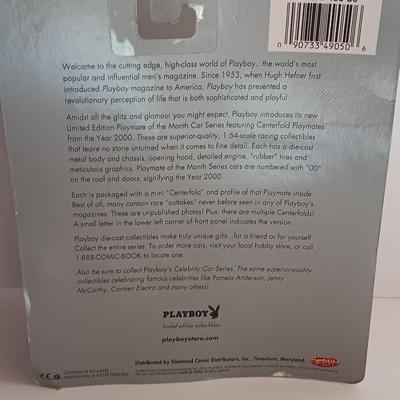 0 90733 49050 6
Welcome to the cutting edge, high-class world of Playboy... the world's most
popular and influential men's magazine. Since 1953, when Hugh Hefner first
introduced Playboy magazine to America, Playboy has presented a
revolutionary perception of life that is both sophisticated and playful.
Amidst all the glitz and glamour you might expect, Playboy introduces its new
Limited Edition Playmate of the Month Car Series featuring Centerfold Playmates
from the Year 2000. These are superior-quality, 1:64-scale racing collectibles
that leave no stone unturned when it comes to fine detail. Each has a die-cast
metal body and chassis, opening hood, detailed engine, "rubber" tires and
meticulous graphics. Playmate of the Month Series cars are numbered with "00"
on the roof and doors, signifying the Year 2000.
Each is packaged with a mini "Centerfold" and profile of that Playmate inside.
Best of all, many contain rare "outtakes" never before seen in any of Playboy's
magazines. These are unpublished photos! Plus, there are multiple Centerfolds!
A small letter in the lower left corner of front panel indicates the version.
Playboy die-cast collectibles make truly unique gifts...for a friend or for yourself.
Collect the entire series. To order more cars, visit your local hobby store, or call
1-888-COMIC-BOOK to locate one.
Also be sure to collect Playboy's Celebrity Car Series. The same superior-quality
collectibles celebrating famous celebrities like Pamela Anderson, Jenny
McCarthy, Carmen Electra and many others!
PLAYBOY
limited edition collectibles
playboystore.com
Distributed by Diamond Comic Distributors, Inc., Timonium, Maryland.
Conforms to the safety
requirements of ASTM F963